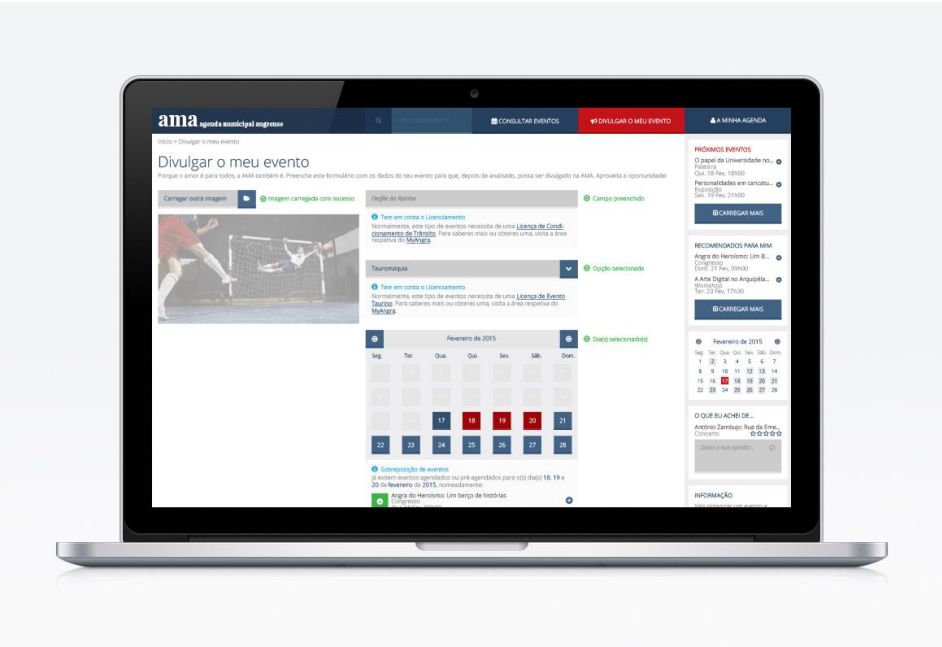 ama agenda municipal angrense
CONSULTAR EVENTOS
DIVULGAR O MEU EVENTO
A MINHA AGENDA
Início > Divulgar o meu evento
Divulgar o meu evento
Porque o amor é para todos, a AMA também é. Preenche este formulário com os dados do teu evento para que, depois de analisado, possa ser divulgado na AMA. Aproveita a oportunidade!
Carregar outra imagem
Imagem carregada com sucesso
Desfile da Rainha
Campo preenchido
Tem em conta o Licenciamento
Normalmente, este tipo de eventos necessita de uma Licença de Condi-
cionamento de Trânsito. Para saberes mais ou obteres uma, visita a área
respetiva do MyAngra.
Tauromaquia
Opção selecionada
Tem em conta o Licenciamento
Normalmente, este tipo de eventos necessita de uma Licença de Evento
Taurino. Para saberes mais ou obteres uma, visita a área respetiva do
MyAngra.
Fevereiro de 2015
Dia(s) selecionado(s)
Seg. Ter. Qua. Qui. Sex. Sáb. Dom.
17 18 19 20 21
22 23 24 25 26 27 28
Sobreposição de eventos
Já existem eventos agendados ou pré-agendados para o(s) dia(s) 18, 19 e
20 de fevereiro de 2015, nomeadamente:
Angra do Heroísmo: Um berço de histórias
Congresso
PRÓXIMOS EVENTOS
O papel da Universidade no...
Palestra
Qui. 18 Fev, 18h00
Personalidades em caricatu...
Exposição
Sex. 19 Fev, 21h00
CARREGAR MAIS
RECOMENDADOS PARA MIM
Angra do Heroísmo: Um B...
Congresso
Dom. 21 Fev, 09h00
A Arte Digital no Arquipéla...
Workshop
Ter. 23 Fev, 17h30
CARREGAR MAIS
Fevereiro de 2015
Seg. Ter. Qua. Qui. Sex. Sáb. Dom.
1 2 3 4 5 6 7
8 9 10 11 12 13 14
15 16 17 18 19 20 21
22 23 24 25 26 27 28
O QUE EU ACHEI DE...
António Zambujo: Rua da Eme...
Concerto
Deixe a sua opinião...
INFORMAÇÃO